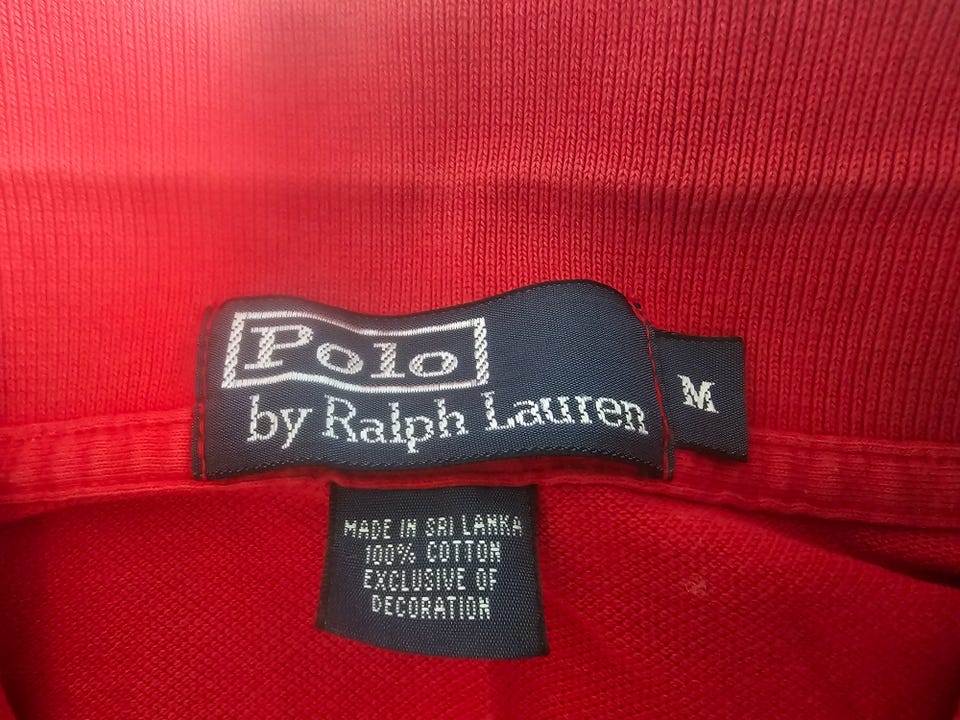 Polo
by Ralph Lauren
M
MADE IN SRI LANKA
100% COTTON
EXCLUSIVE OF
DECORATION